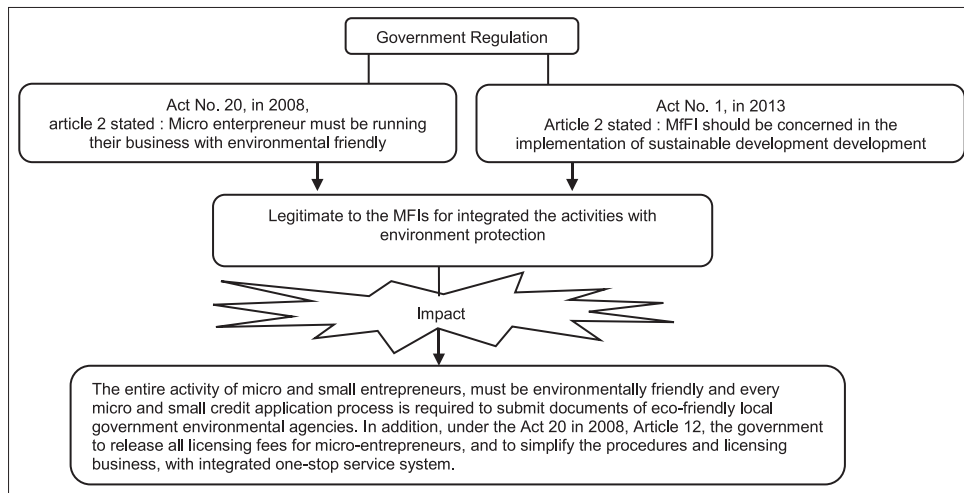 Government Regulation
Act No. 20, in 2008,
article 2 stated : Micro enterpreneur must be running
their business with environmental friendly
Act No. 1, in 2013
Article 2 stated : MfFI should be concerned in the
implementation of sustainable development development
Legitimate to the MFIs for integrated the activities with
environment protection
Impact
The entire activity of micro and small entrepreneurs, must be environmentally friendly and every
micro and small credit application process is required to submit documents of eco-friendly local
government environmental agencies. In addition, under the Act 20 in 2008, Article 12, the government
to release all licensing fees for micro-entrepreneurs, and to simplify the procedures and licensing
business, with integrated one-stop service system.